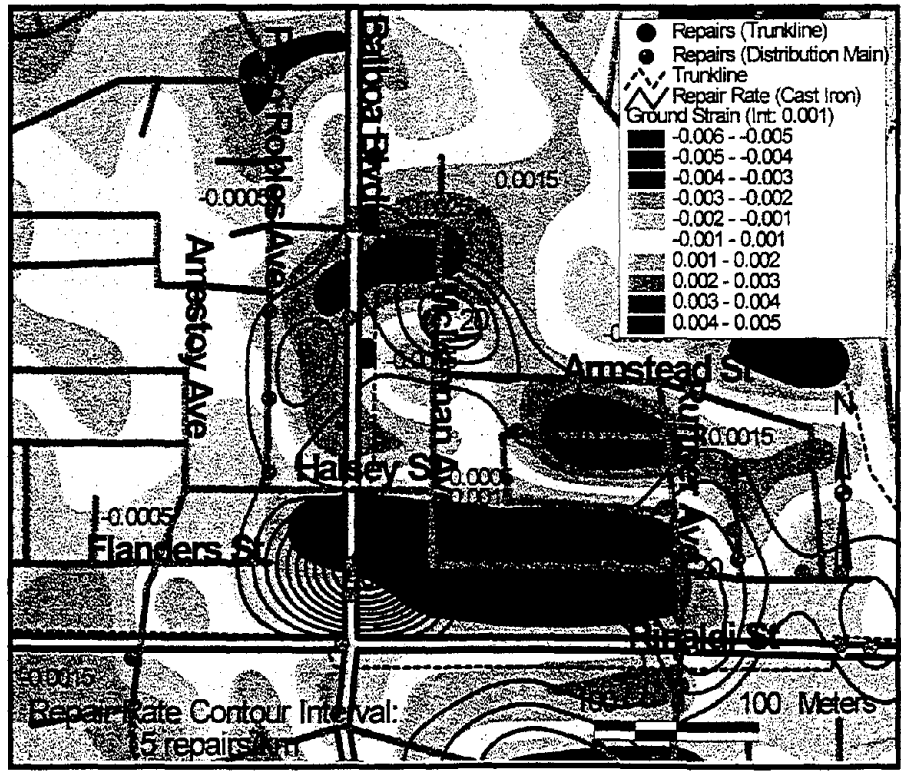 Repairs (Trunkline)
Repairs (Distribution Main)
Trunkline
Repair Rate (Cast Iron)
Ground Strain (Int: 0.001)
-0.006 - -0.005
-0.005 - -0.004
-0.004 - -0.003
-0.003 - -0.002
-0.002 - -0.001
-0.001 - 0.001
0.001 - 0.002
0.002 - 0.003
0.003 - 0.004
0.004 - 0.005
Robles Ave
Balboa Blvd
-0.0005
0.0015
Amestoy Ave
Armstead St
N
0.0015
Halsey St
-0.0005
Flanders St
Rinaldi St
-0.0015
Repair Rate Contour Interval:
100 Meters